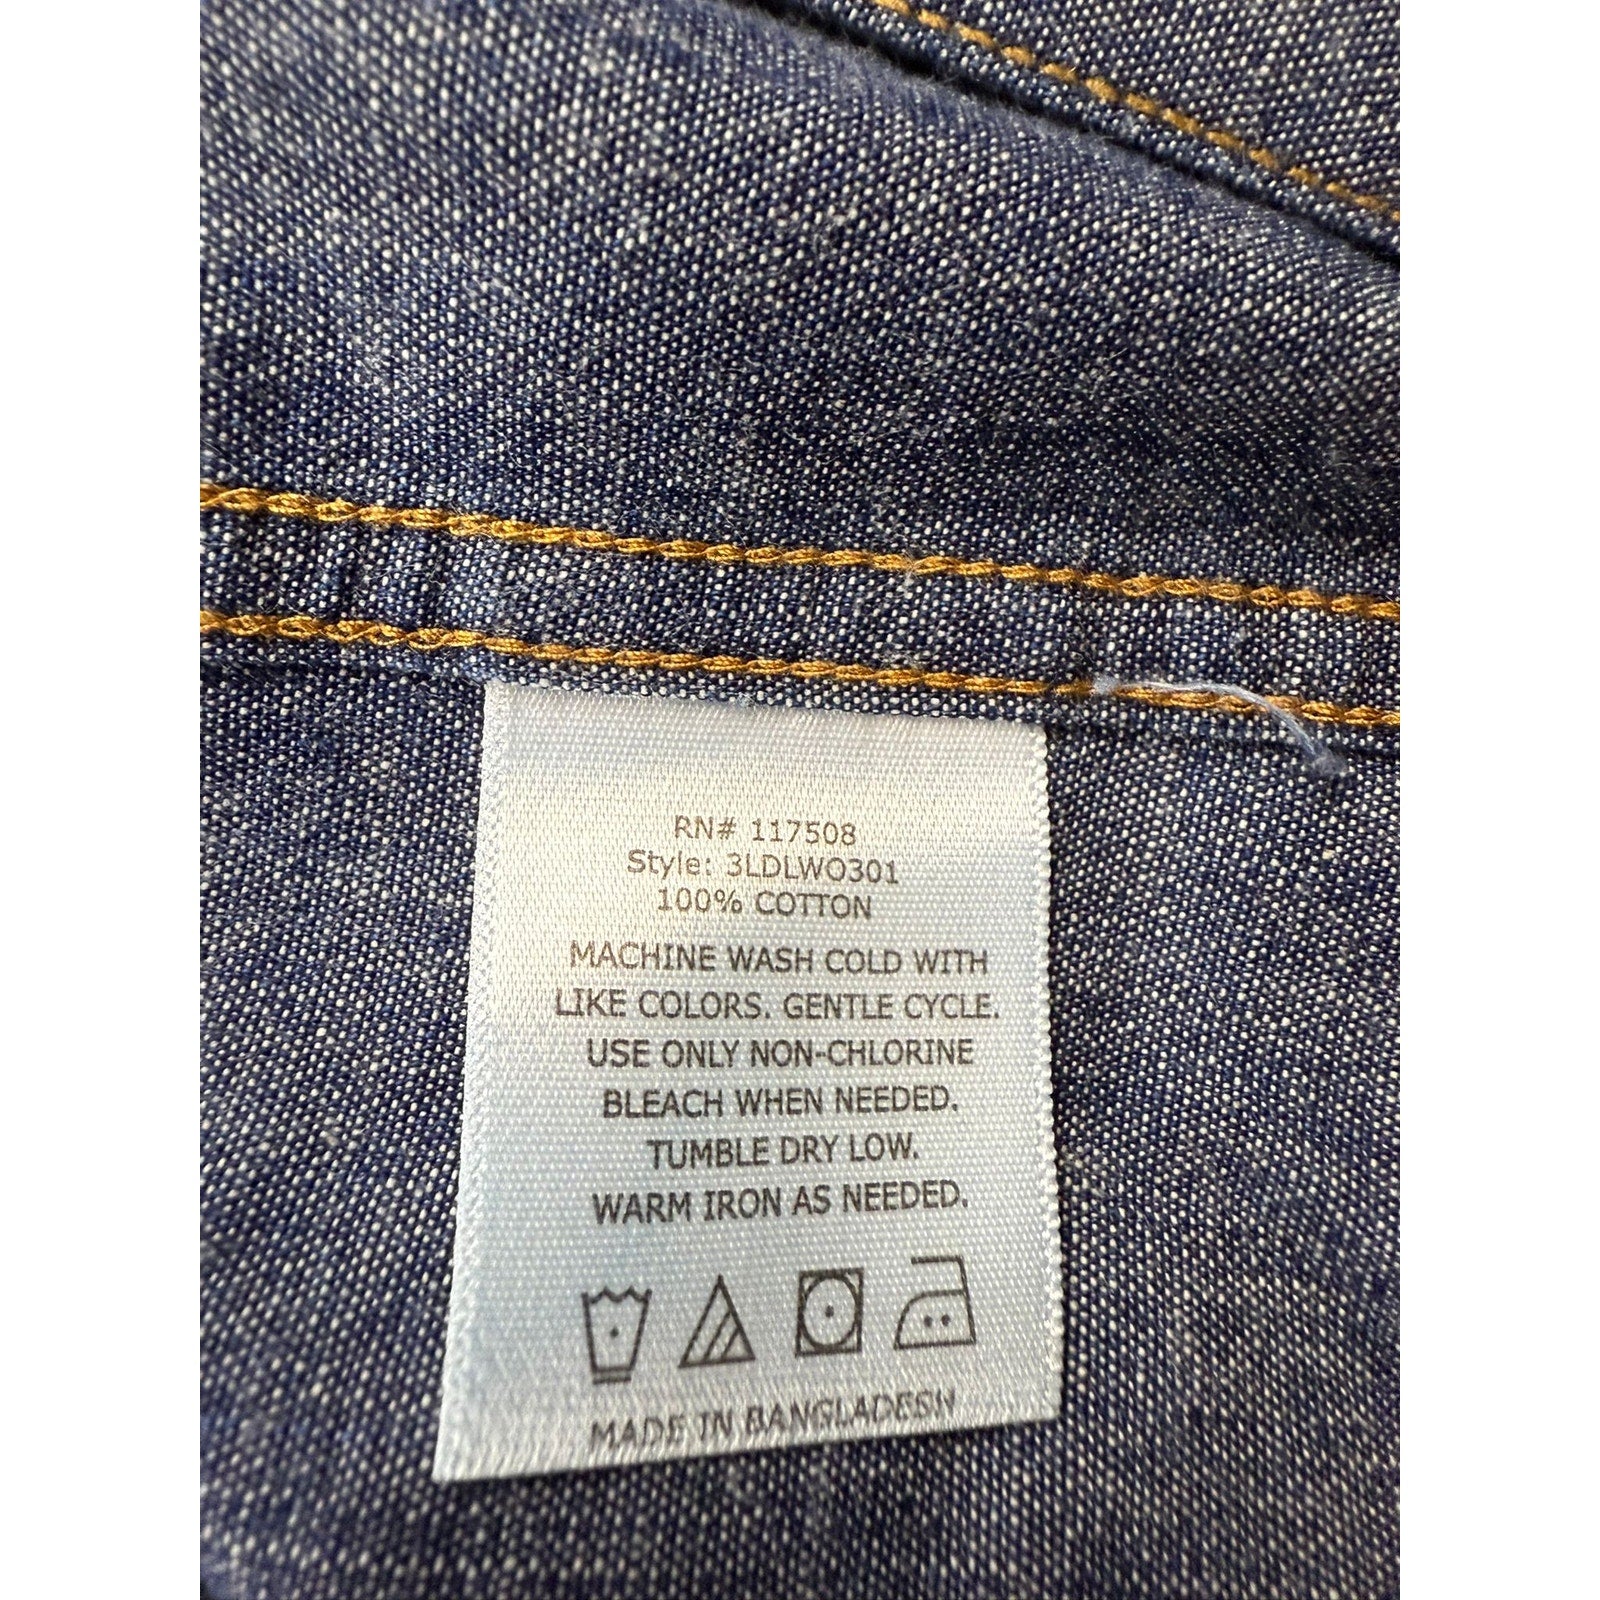 RN# 117508
Style: 3LDLWO301
100% COTTON
MACHINE WASH COLD WITH
LIKE COLORS. GENTLE CYCLE.
USE ONLY NON-CHLORINE
BLEACH WHEN NEEDED.
TUMBLE DRY LOW.
WARM IRON AS NEEDED.
MADE IN BANGLADESH